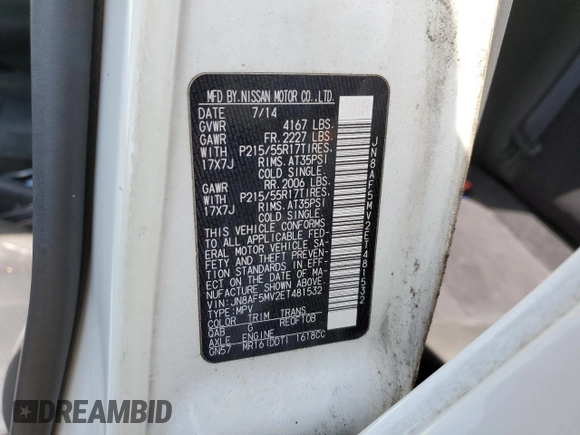 MFD BY.NISSAN MOTOR CO.,LTD.
DATE 7/14
GVWR 4167 LBS.
GAWR FR. 2227 LBS.
WITH P215/55R17TIRES.
17X7J RIMS. AT35PSI
COLD SINGLE.
GAWR RR. 2006 LBS.
WITH P215/55R17TIRES.
17X7J RIMS. AT35PSI
COLD SINGLE.
THIS VEHICLE CONFORMS
TO ALL APPLICABLE FED-
ERAL MOTOR VEHICLE SA-
FETY AND THEFT PREVEN-
TION STANDARDS IN EFF-
ECT ON THE DATE OF MA-
NUFACTURE SHOWN ABOVE.
VIN: JN8AF5MV2ET481532
TYPE: MPV
COLOR TRIM TRANS
QAB G RE0F10B
AXLE ENGINE
GN57 MR16 (DDT) 1618CC
JN8AF5MV2ET481532
DREAMBID